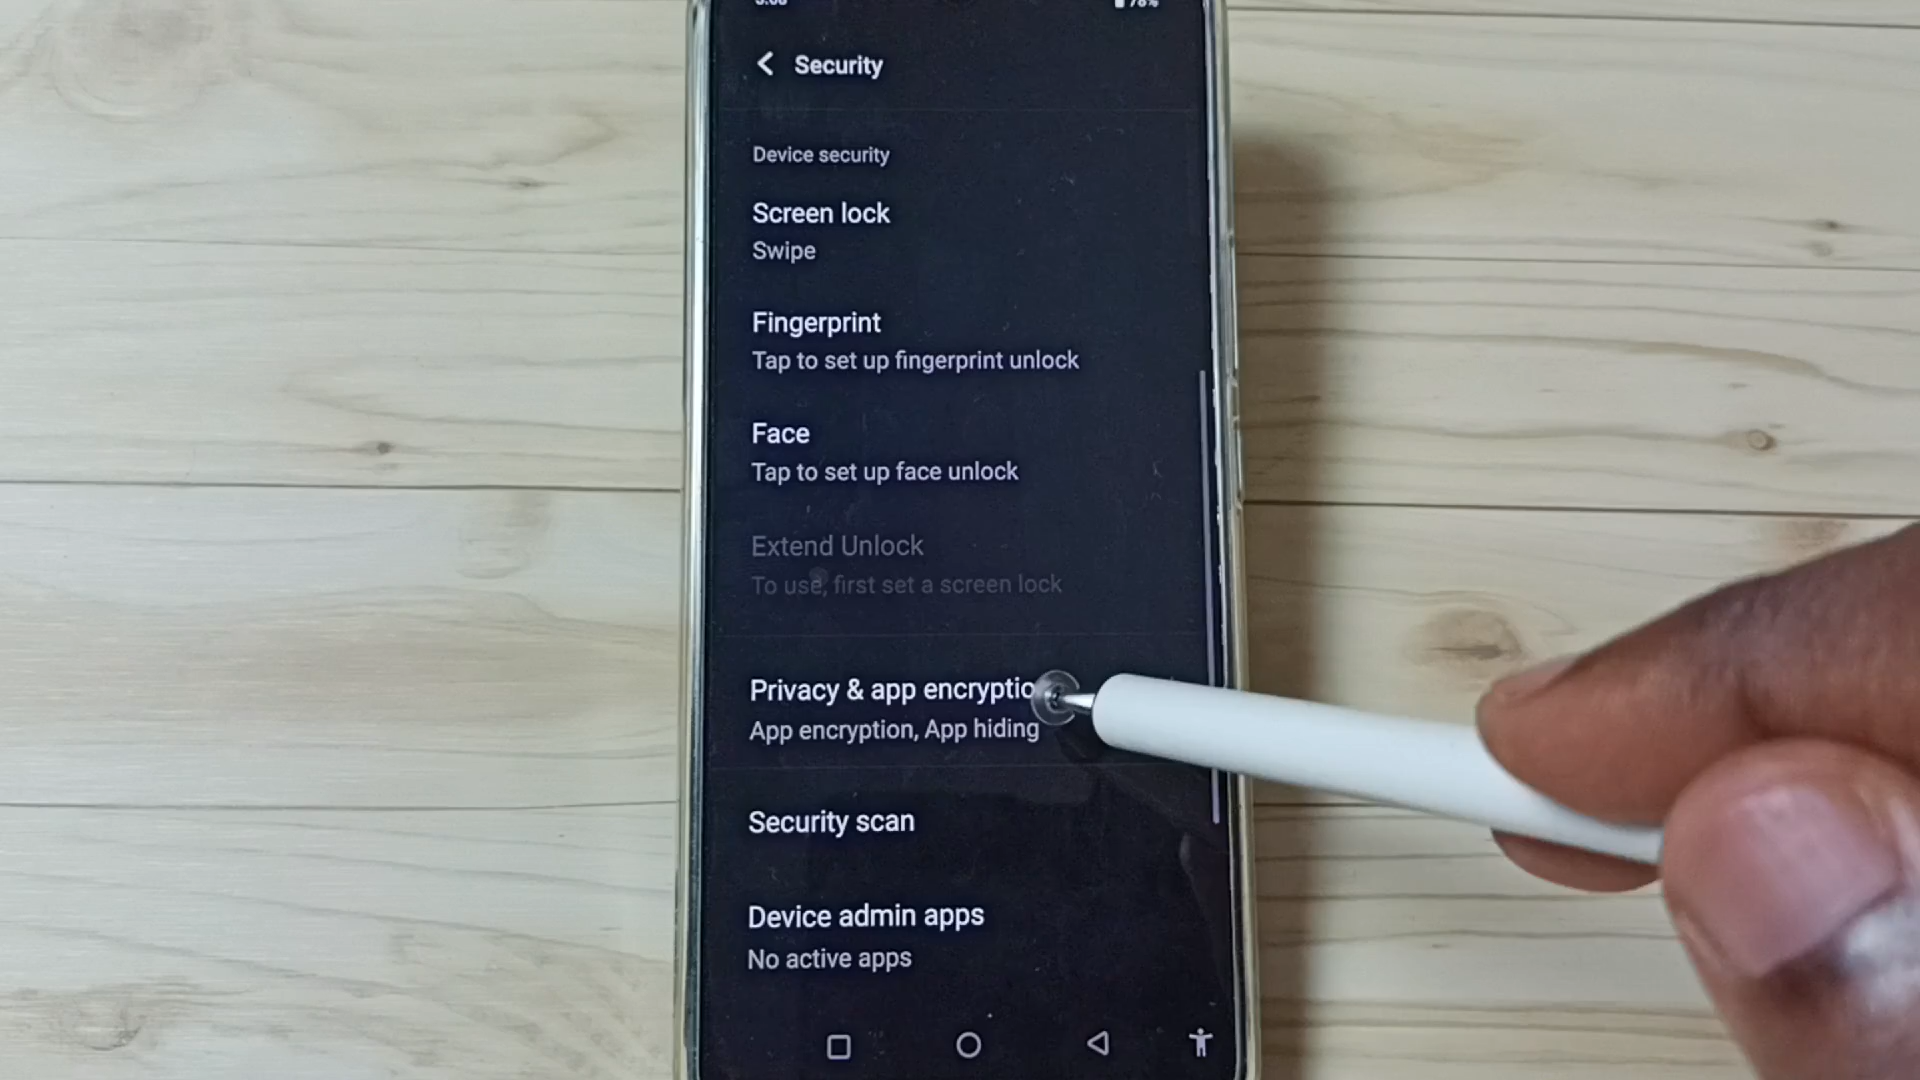 Security
Device security
Screen lock
Swipe
Fingerprint
Tap to set up fingerprint unlock
Face
Tap to set up face unlock
Extend Unlock
To use, first set a screen lock
Privacy & app encryptio
App encryption, App hiding
Security scan
Device admin apps
No active apps